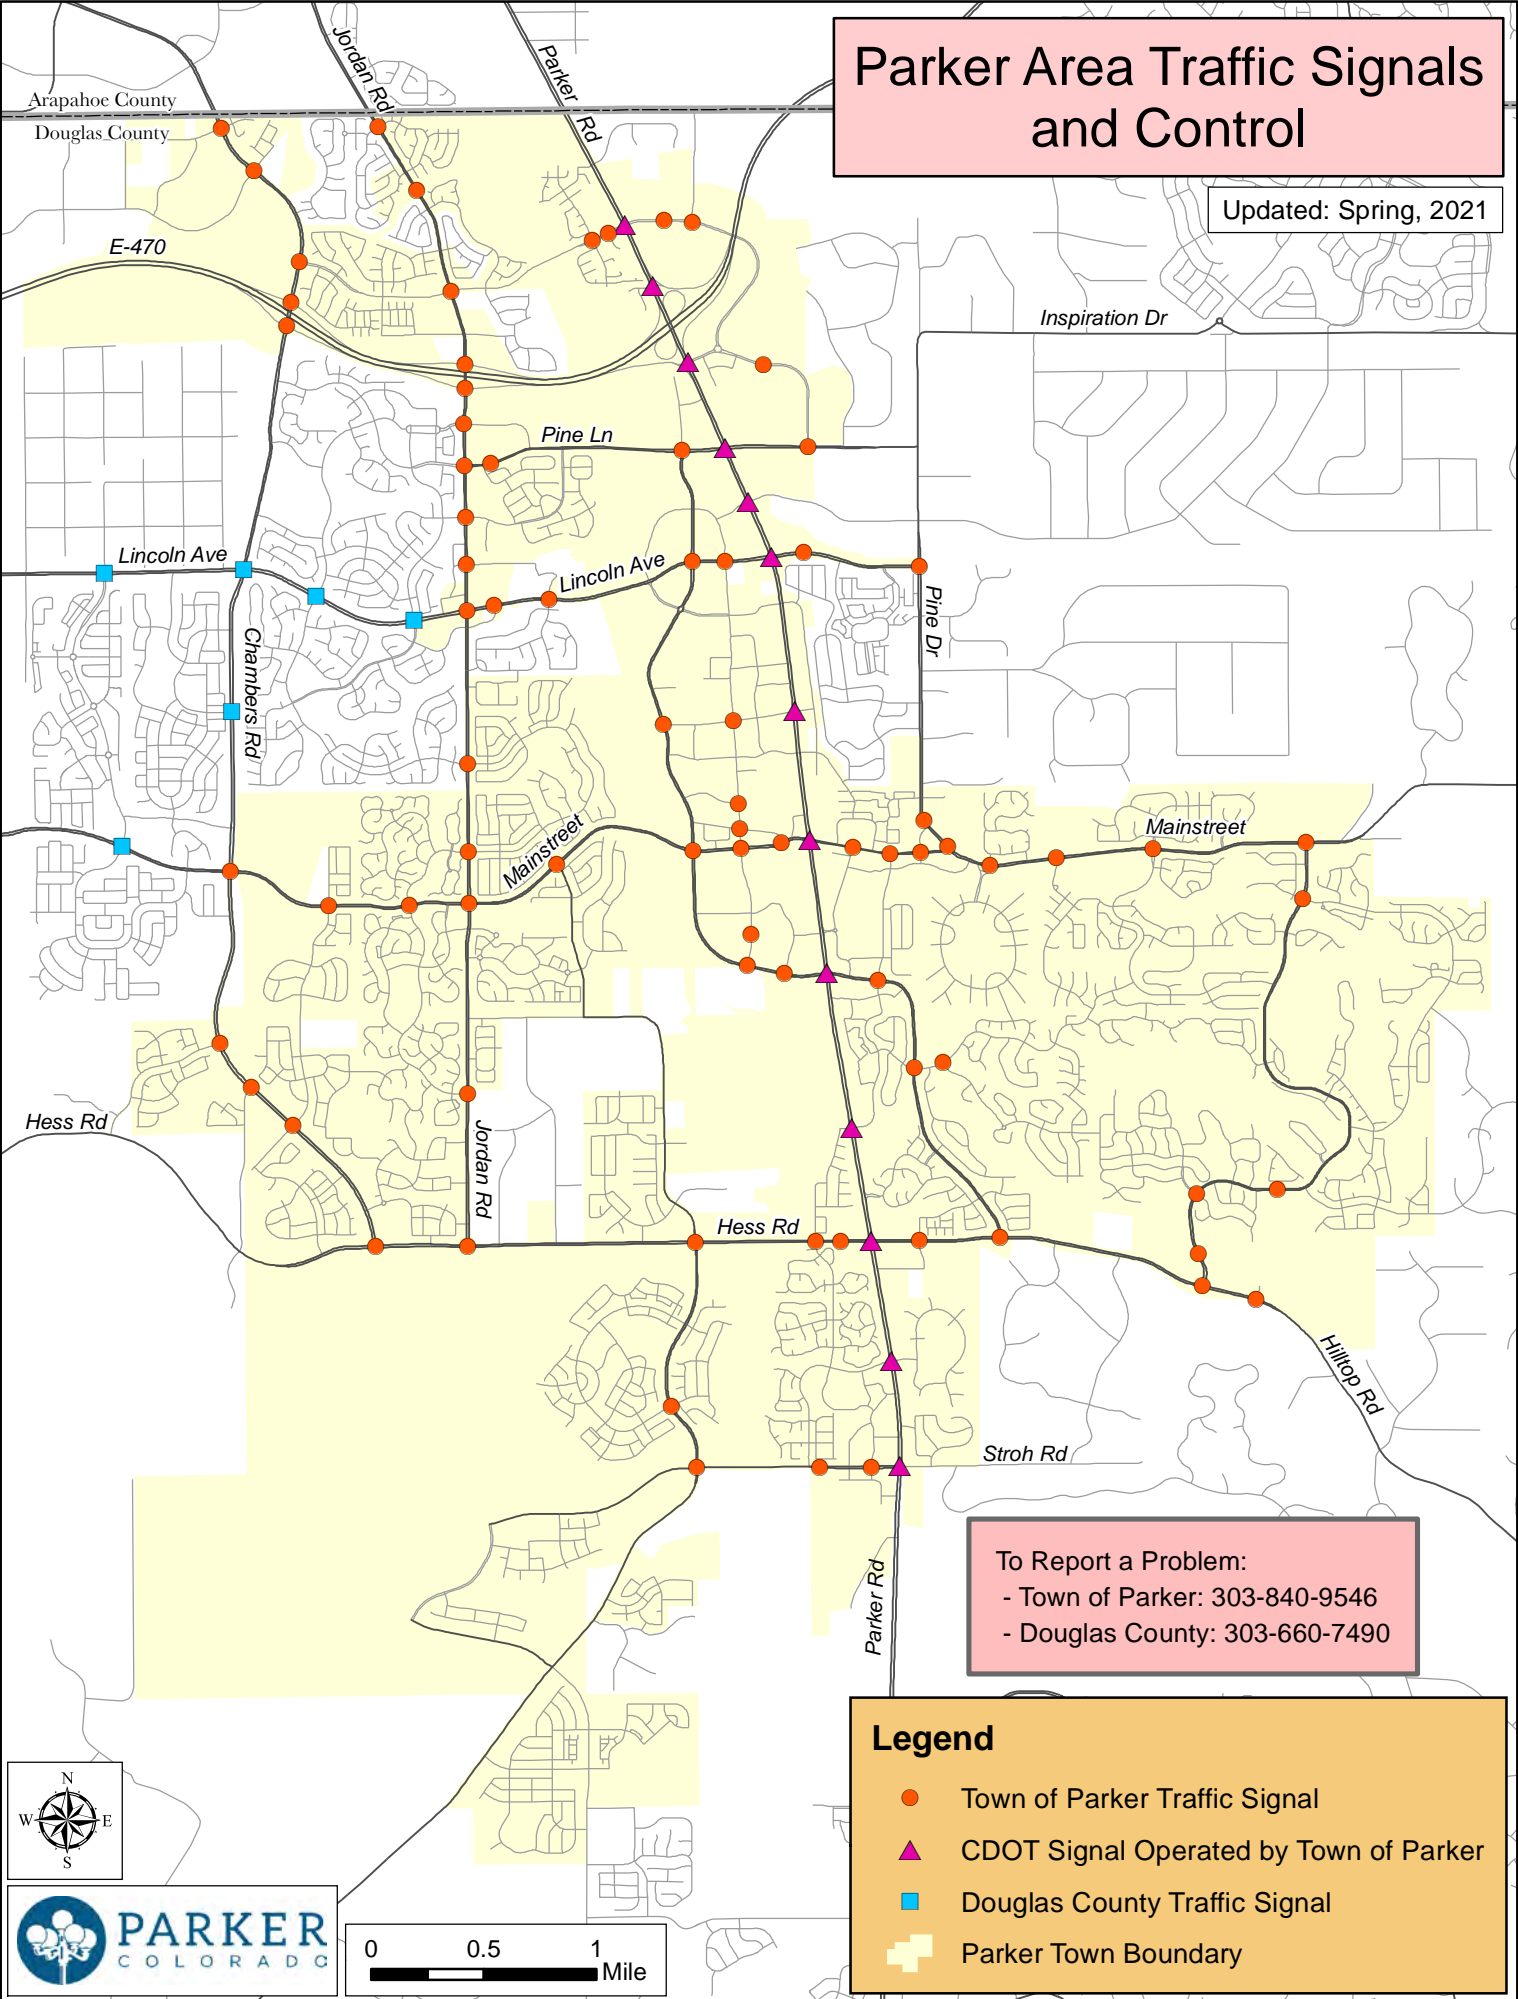 Parker Area Traffic Signals
and Control
Updated: Spring, 2021
Jordan Rd
Parker Rd
Arapahoe County
Douglas County
E-470
Inspiration Dr
Pine Ln
Lincoln Ave
Lincoln Ave
Pine Dr
Chambers Rd
Mainstreet
Mainstreet
Hess Rd
Jordan Rd
Hess Rd
Hilltop Rd
Stroh Rd
Parker Rd
To Report a Problem:
- Town of Parker: 303-840-9546
- Douglas County: 303-660-7490
Legend
Town of Parker Traffic Signal
CDOT Signal Operated by Town of Parker
Douglas County Traffic Signal
Parker Town Boundary
N
W E
S
PARKER
COLORADO
0 0.5 1
Mile